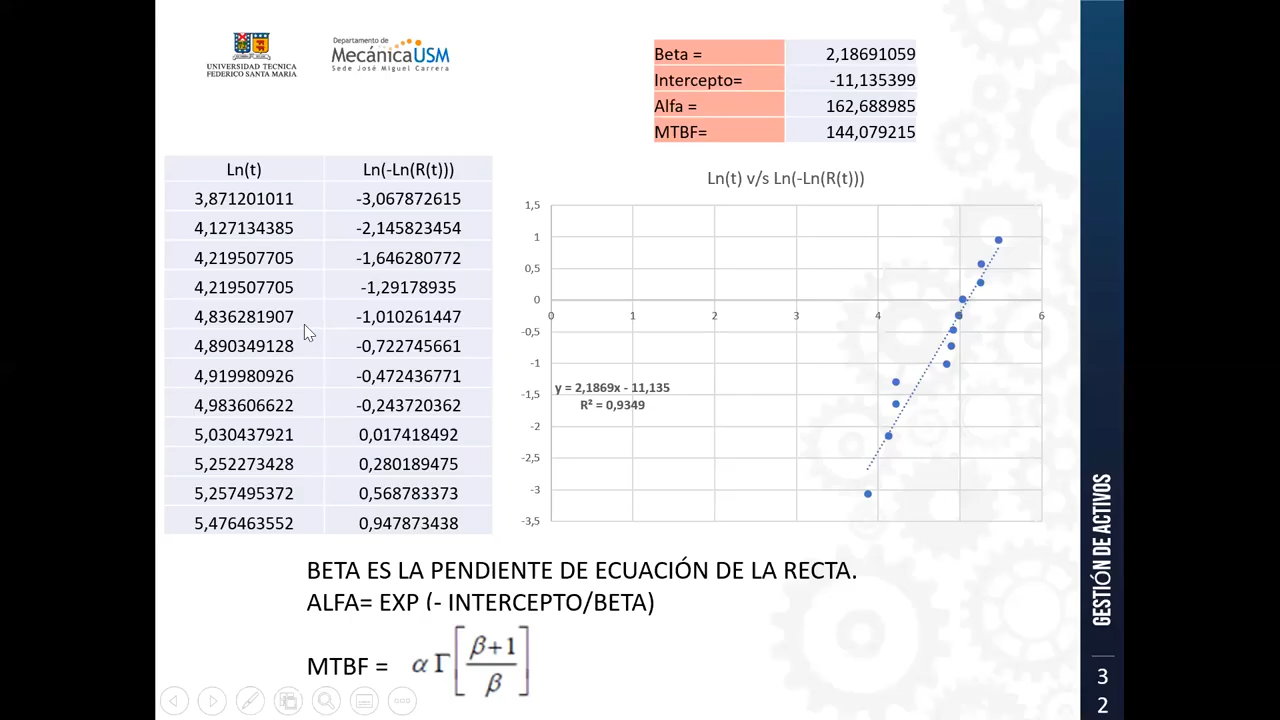 UNIVERSIDAD TECNICA
FEDERICO SANTA MARIA
Departamento de
MecánicaUSM
Sede José Miguel Carrera
Beta = 2,18691059
Intercepto= -11,135399
Alfa = 162,688985
MTBF= 144,079215
Ln(t) Ln(-Ln(R(t)))
3,871201011 -3,067872615
4,127134385 -2,145823454
4,219507705 -1,646280772
4,219507705 -1,29178935
4,836281907 -1,010261447
4,890349128 -0,722745661
4,919980926 -0,472436771
4,983606622 -0,243720362
5,030437921 0,017418492
5,252273428 0,280189475
5,257495372 0,568783373
5,476463552 0,947873438
Ln(t) v/s Ln(-Ln(R(t)))
1,5
1
0,5
0
-0,5
-1
-1,5
-2
-2,5
-3
-3,5
0 1 2 3 4 5 6
y = 2,1869x - 11,135
R² = 0,9349
BETA ES LA PENDIENTE DE ECUACIÓN DE LA RECTA.
ALFA= EXP (- INTERCEPTO/BETA)
MTBF = α Γ [ β+1 / β ]
GESTIÓN DE ACTIVOS
3
2